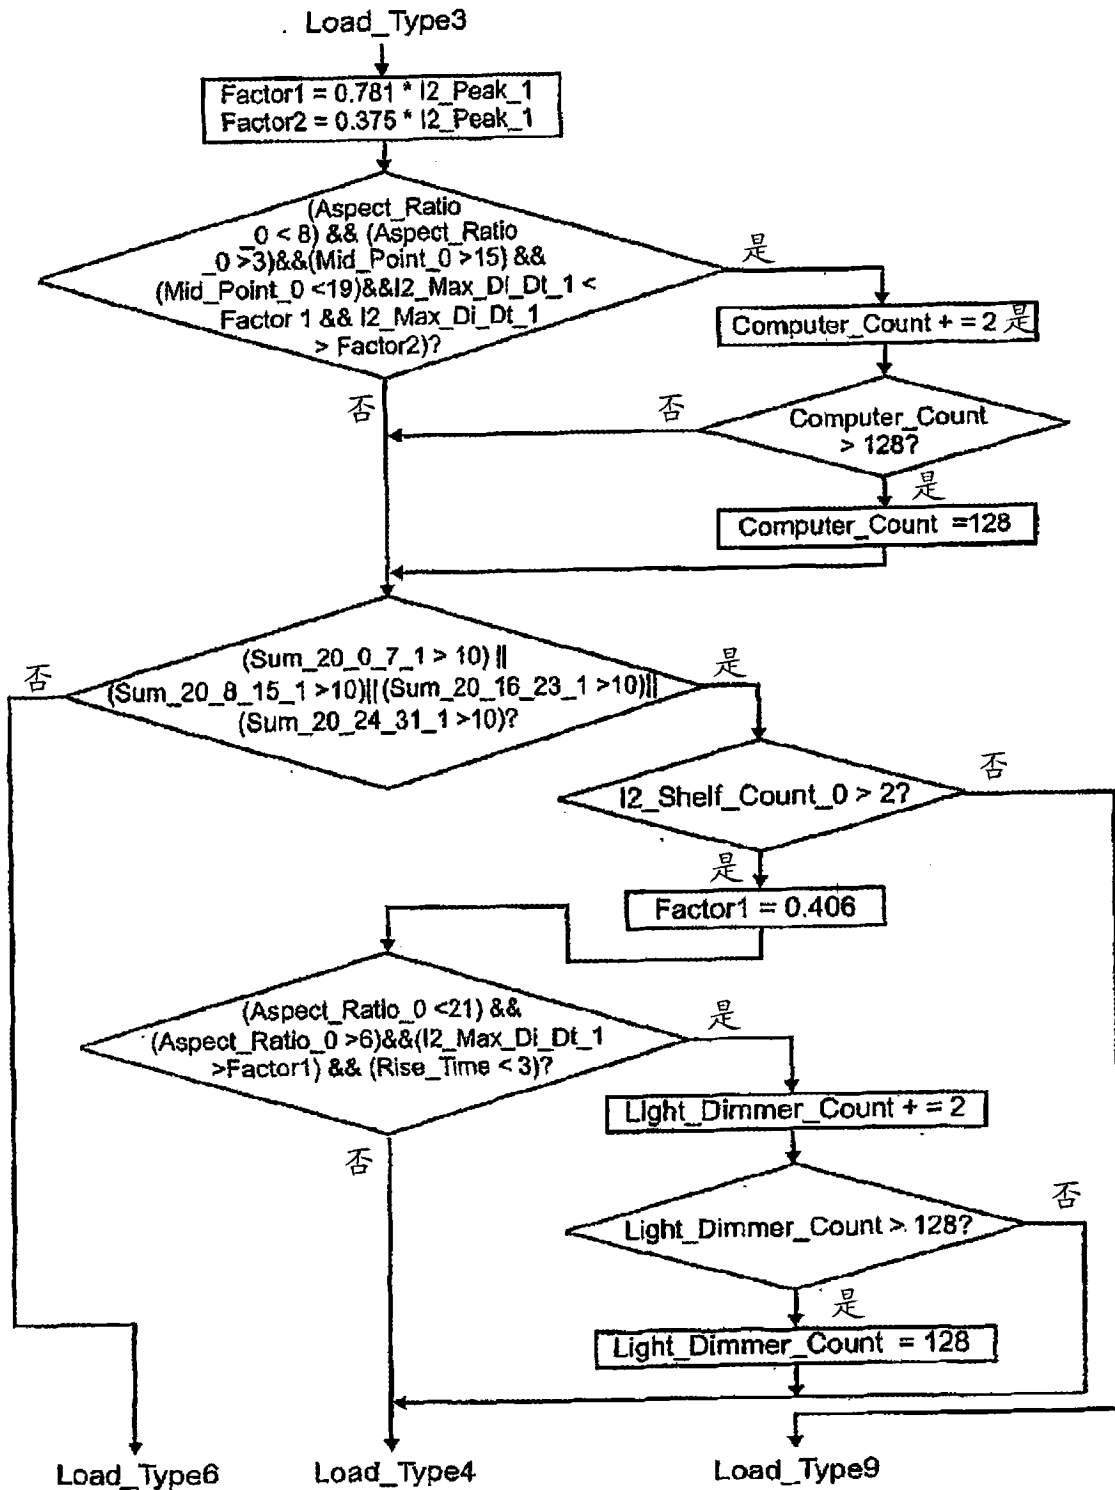 Load_Type3
Factor1 = 0.781 * I2_Peak_1
Factor2 = 0.375 * I2_Peak_1
(Aspect_Ratio
_0 < 8) && (Aspect_Ratio
_0 >3)&&(Mid_Point_0 >15) &&
(Mid_Point_0 <19)&&I2_Max_Di_Dt_1 <
Factor 1 && I2_Max_Di_Dt_1
> Factor2)?
是
Computer_Count + = 2 是
否
否
Computer_Count
> 128?
是
Computer_Count =128
(Sum_20_0_7_1 > 10) ||
(Sum_20_8_15_1 >10)||(Sum_20_16_23_1 >10)||
(Sum_20_24_31_1 >10)?
否
是
I2_Shelf_Count_0 > 2?
否
是
Factor1 = 0.406
(Aspect_Ratio_0 <21) &&
(Aspect_Ratio_0 >6)&&(I2_Max_Di_Dt_1
>Factor1) && (Rise_Time < 3)?
是
Light_Dimmer_Count + = 2
否
Light_Dimmer_Count > 128?
否
是
Light_Dimmer_Count = 128
Load_Type6
Load_Type4
Load_Type9